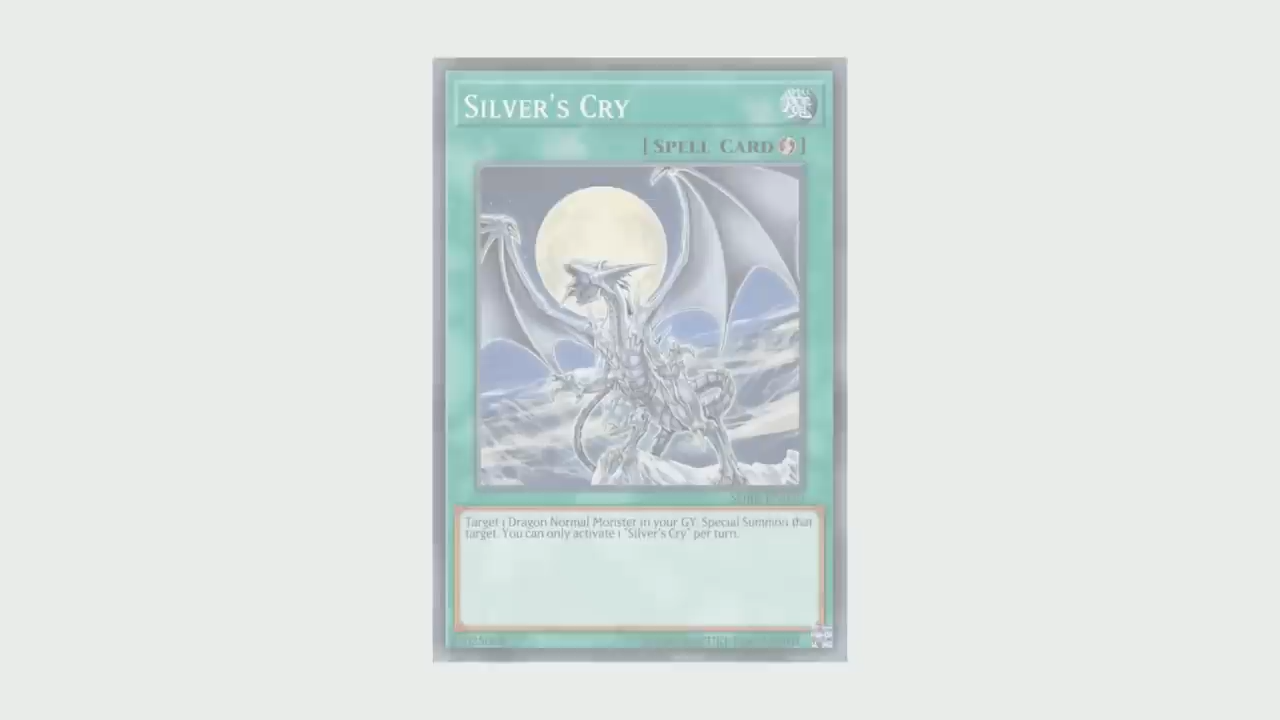 SILVER'S CRY
魔
[SPELL CARD]
Target 1 Dragon Normal Monster in your GY; Special Summon that
target. You can only activate 1 "Silver's Cry" per turn.